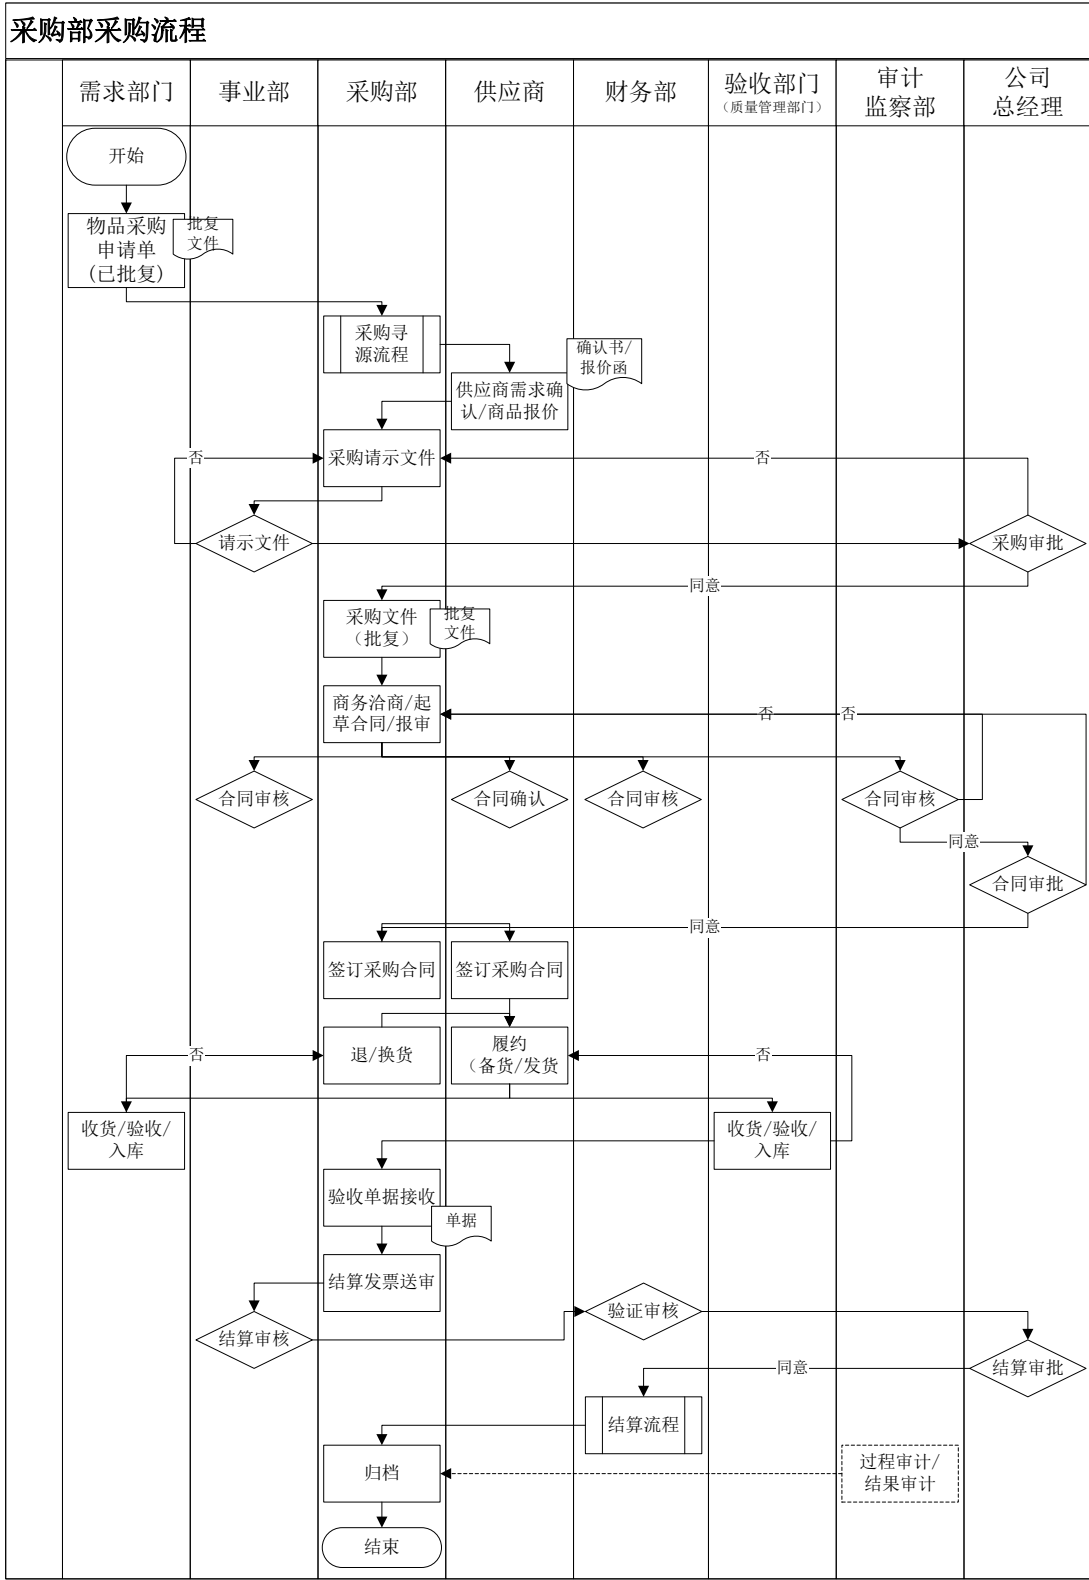 采购部采购流程
需求部门
事业部
采购部
供应商
财务部
验收部门
（质量管理部门）
审计
监察部
公司
总经理
开始
物品采购
申请单
(已批复)
批复
文件
采购寻
源流程
确认书/
报价函
供应商需求确
认/商品报价
否
采购请示文件
否
请示文件
采购审批
同意
采购文件
（批复）
批复
文件
商务洽商/起
草合同/报审
否
否
合同审核
合同确认
合同审核
合同审核
同意
合同审批
同意
签订采购合同
签订采购合同
否
退/换货
履约
（备货/发货
否
收货/验收/
入库
收货/验收/
入库
验收单据接收
单据
结算发票送审
验证审核
结算审核
同意
结算审批
结算流程
归档
过程审计/
结果审计
结束